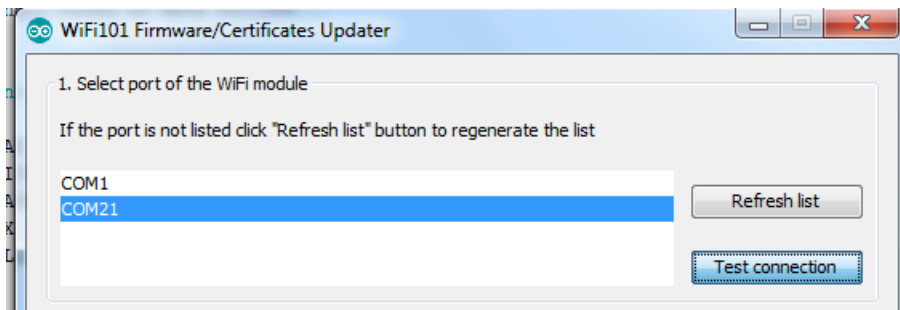 WiFi101 Firmware/Certificates Updater
1. Select port of the WiFi module
If the port is not listed click "Refresh list" button to regenerate the list
COM1
COM21
Refresh list
Test connection